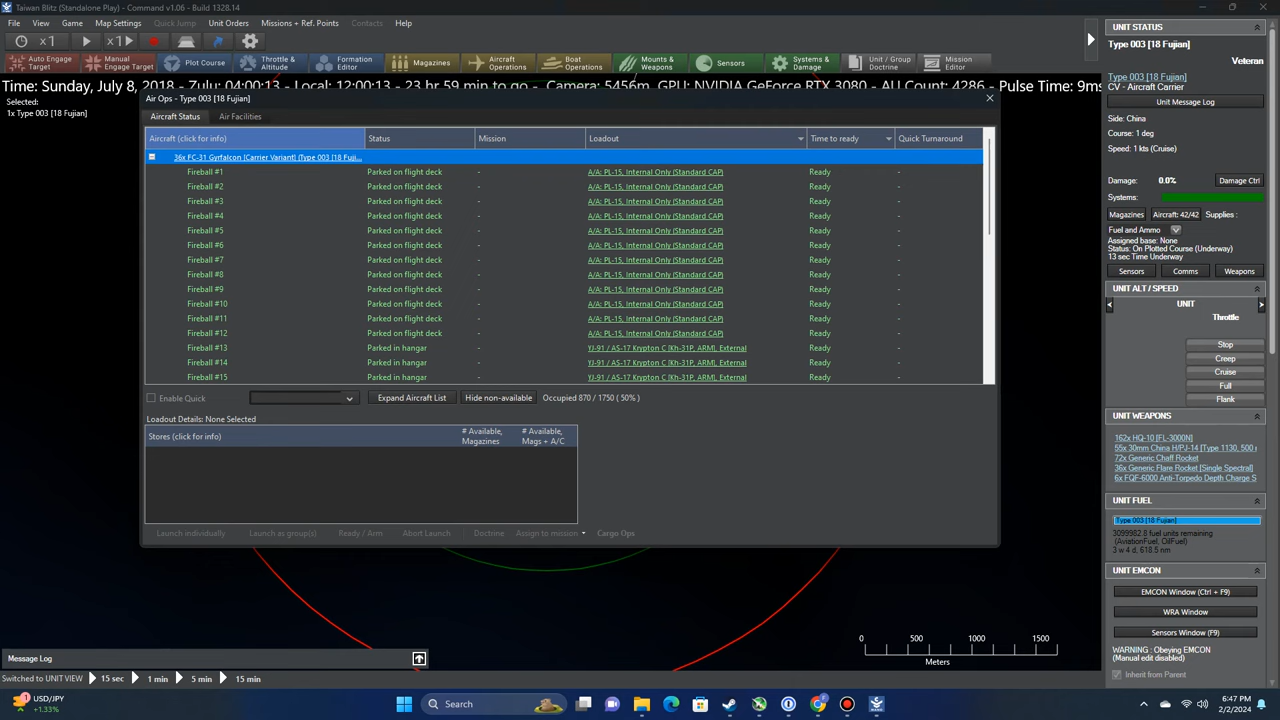 Taiwan Blitz (Standalone Play) - Command v1.06 - Build 1328.14
File View Game Map Settings Quick Jump Unit Orders Missions + Ref. Points Contacts Help
x1 x1
Auto Engage Target Manual Engage Target Plot Course Throttle & Altitude Formation Editor Magazines Aircraft Operations Boat Operations Mounts & Weapons Sensors Systems & Damage Unit / Group Doctrine Mission Editor
Time: Sunday, July 8, 2018 - Zulu: 04:00:13 - Local: 12:00:13 - 23 hr 59 min to go - Camera: 5456m, GPU: NVIDIA GeForce RTX 3080 - AU Count: 4286 - Pulse Time: 9ms
Selected:
1x Type 003 [18 Fujian]
Air Ops - Type 003 [18 Fujian]
Aircraft Status Air Facilities
Aircraft (click for info) Status Mission Loadout Time to ready Quick Turnaround
36x FC-31 Gyrfalcon [Carrier Variant] (Type 003 [18 Fuji...
Fireball #1 Parked on flight deck - A/A: PL-15, Internal Only (Standard CAP) Ready -
Fireball #2 Parked on flight deck - A/A: PL-15, Internal Only (Standard CAP) Ready -
Fireball #3 Parked on flight deck - A/A: PL-15, Internal Only (Standard CAP) Ready -
Fireball #4 Parked on flight deck - A/A: PL-15, Internal Only (Standard CAP) Ready -
Fireball #5 Parked on flight deck - A/A: PL-15, Internal Only (Standard CAP) Ready -
Fireball #6 Parked on flight deck - A/A: PL-15, Internal Only (Standard CAP) Ready -
Fireball #7 Parked on flight deck - A/A: PL-15, Internal Only (Standard CAP) Ready -
Fireball #8 Parked on flight deck - A/A: PL-15, Internal Only (Standard CAP) Ready -
Fireball #9 Parked on flight deck - A/A: PL-15, Internal Only (Standard CAP) Ready -
Fireball #10 Parked on flight deck - A/A: PL-15, Internal Only (Standard CAP) Ready -
Fireball #11 Parked on flight deck - A/A: PL-15, Internal Only (Standard CAP) Ready -
Fireball #12 Parked on flight deck - A/A: PL-15, Internal Only (Standard CAP) Ready -
Fireball #13 Parked in hangar - YJ-91 / AS-17 Krypton C [Kh-31P, ARM], External Ready -
Fireball #14 Parked in hangar - YJ-91 / AS-17 Krypton C [Kh-31P, ARM], External Ready -
Fireball #15 Parked in hangar - YJ-91 / AS-17 Krypton C [Kh-31P, ARM], External Ready -
Enable Quick Expand Aircraft List Hide non-available Occupied 870 / 1750 ( 50% )
Loadout Details: None Selected
Stores (click for info) # Available, Magazines # Available, Mags + A/C
Launch individually Launch as group(s) Ready / Arm Abort Launch Doctrine Assign to mission Cargo Ops
0 500 1000 1500
Meters
Message Log
Switched to UNIT VIEW 15 sec 1 min 5 min 15 min
UNIT STATUS
Type 003 [18 Fujian]
Veteran
Type 003 [18 Fujian]
CV - Aircraft Carrier
Unit Message Log
Side: China
Course: 1 deg
Speed: 1 kts (Cruise)
Damage: 0.0% Damage Ctrl
Systems:
Magazines Aircraft: 42/42 Supplies :
Fuel and Ammo
Assigned base: None
Status: On Plotted Course (Underway)
13 sec Time Underway
Sensors Comms Weapons
UNIT ALT / SPEED
UNIT
Throttle
Stop
Creep
Cruise
Full
Flank
UNIT WEAPONS
162x HQ-10 [FL-3000N]
55x 30mm China H/PJ-14 [Type 1130, 500 r
72x Generic Chaff Rocket
36x Generic Flare Rocket [Single Spectral]
6x FQF-6000 Anti-Torpedo Depth Charge S
UNIT FUEL
Type 003 [18 Fujian]
3099982.8 fuel units remaining
(AviationFuel, OilFuel)
3 w 4 d, 618.5 nm
UNIT EMCON
EMCON Window (Ctrl + F9)
WRA Window
Sensors Window (F9)
WARNING : Obeying EMCON
(Manual edit disabled)
Inherit from Parent
1 USD/JPY
+1.33%
Search
6:47 PM
2/2/2024